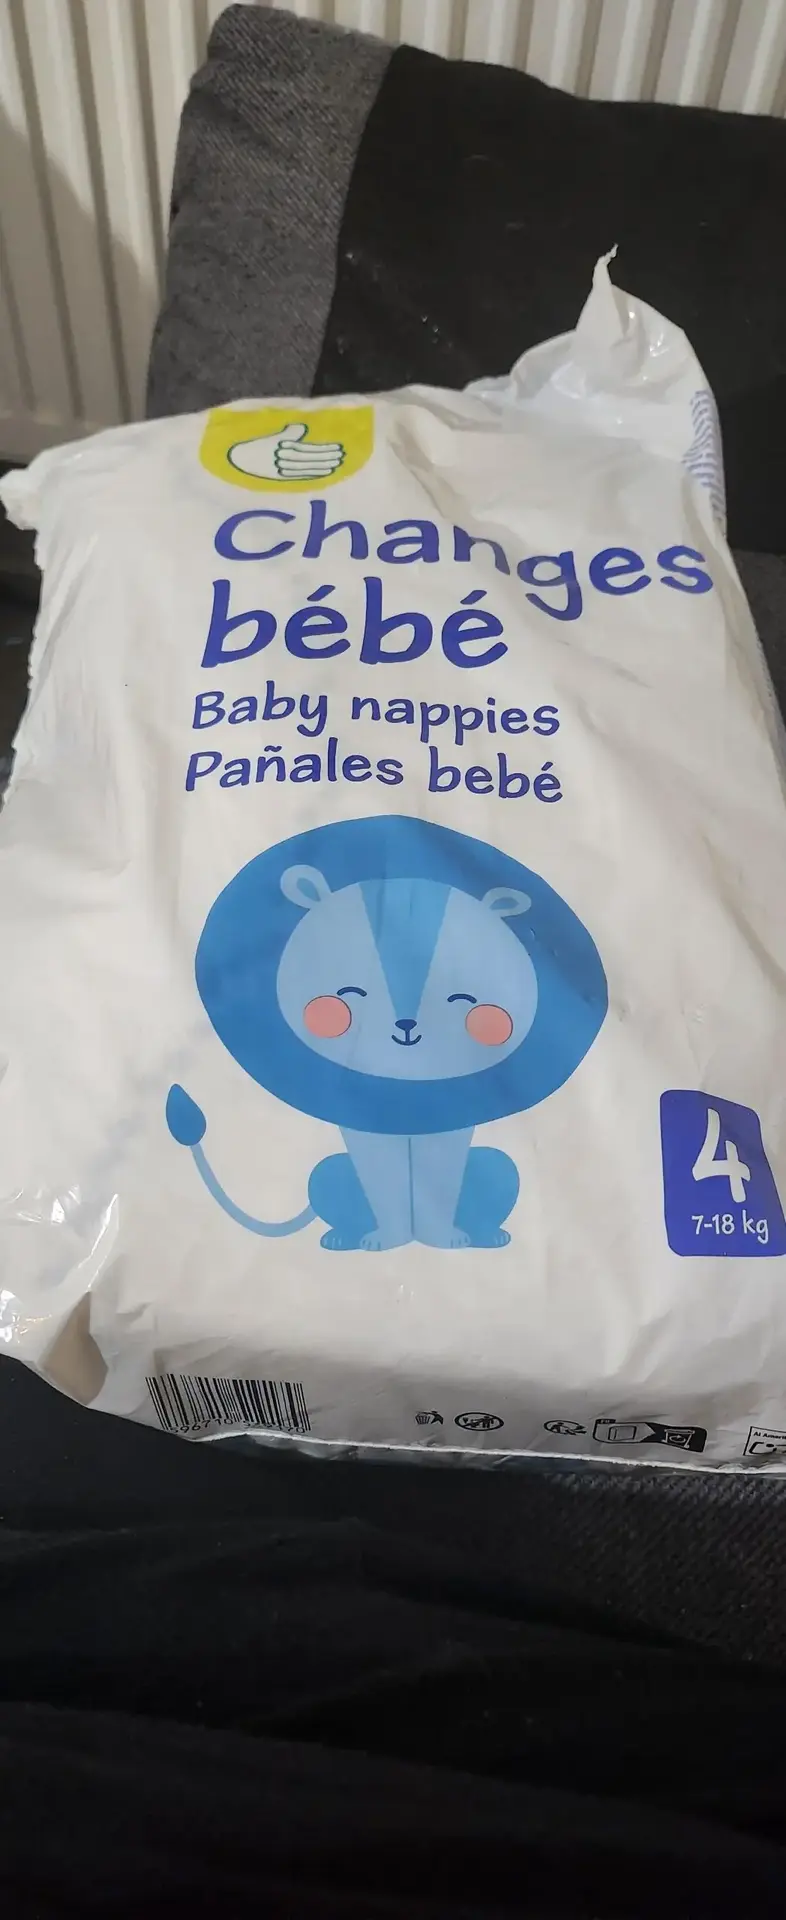 Changes
bébé
Baby nappies
Pañales bebé
4
7-18 kg